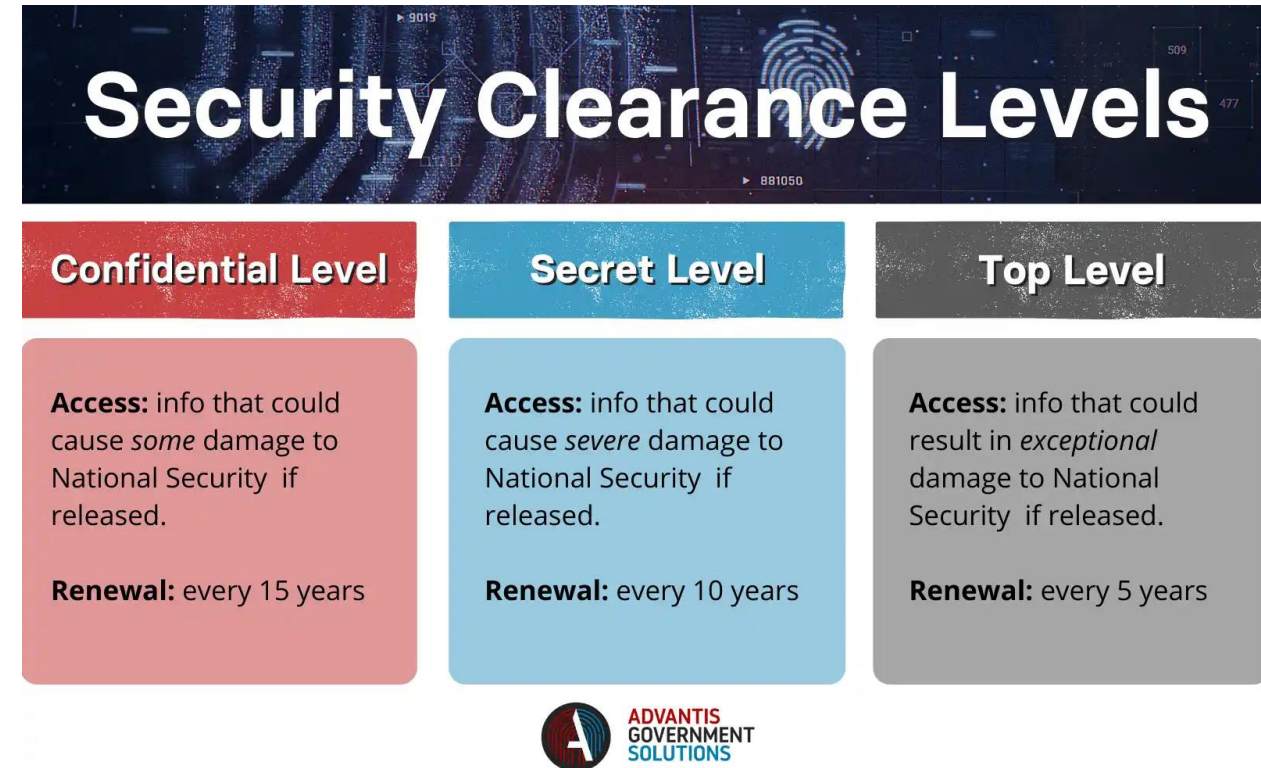 9019
509
Security Clearance Levels
477
881050
Confidential Level
Secret Level
Top Level
Access: info that could
cause some damage to
National Security if
released.
Renewal: every 15 years
Access: info that could
cause severe damage to
National Security if
released.
Renewal: every 10 years
Access: info that could
result in exceptional
damage to National
Security if released.
Renewal: every 5 years
ADVANTIS
GOVERNMENT
SOLUTIONS